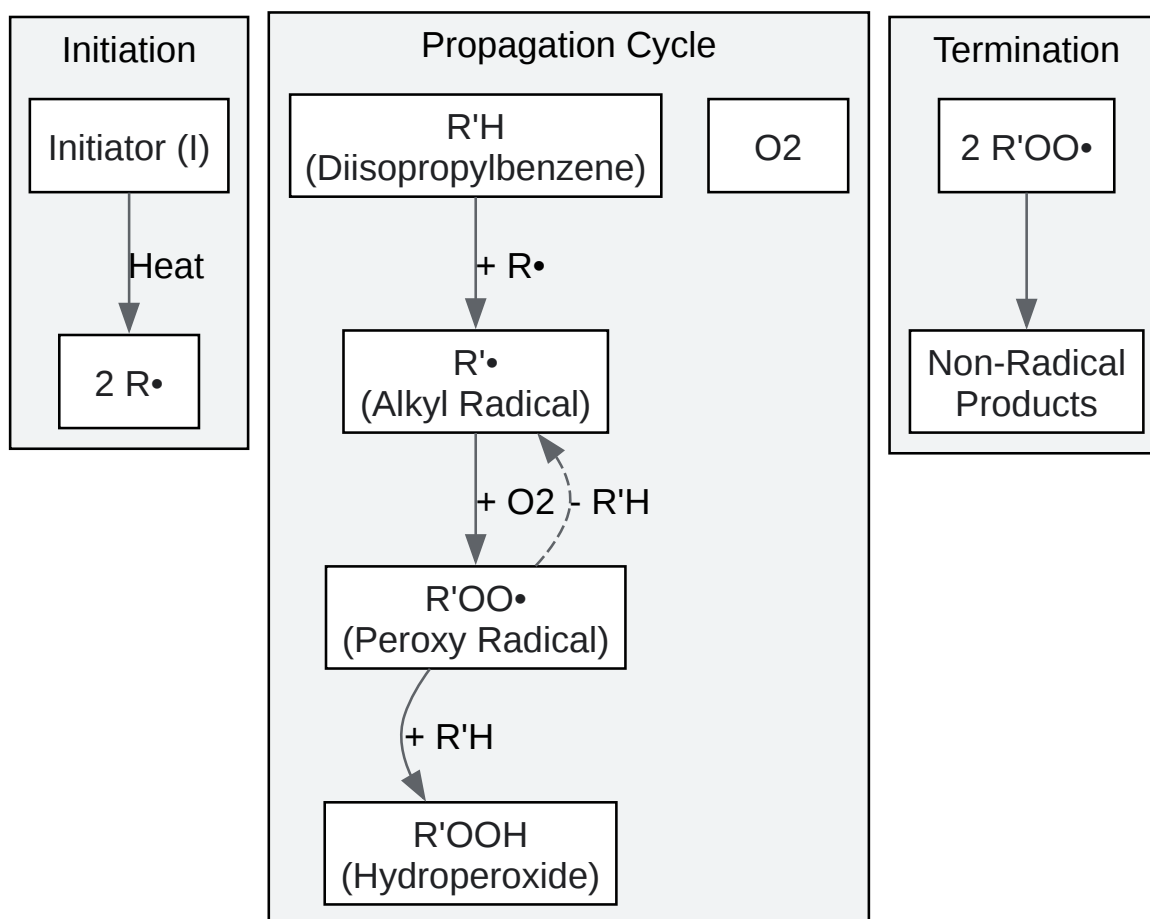 Initiation
Initiator (I)
Heat
2 R•
Propagation Cycle
R'H
(Diisopropylbenzene)
O2
+ R•
R'•
(Alkyl Radical)
+ O2
- R'H
R'OO•
(Peroxy Radical)
+ R'H
R'OOH
(Hydroperoxide)
Termination
2 R'OO•
Non-Radical
Products